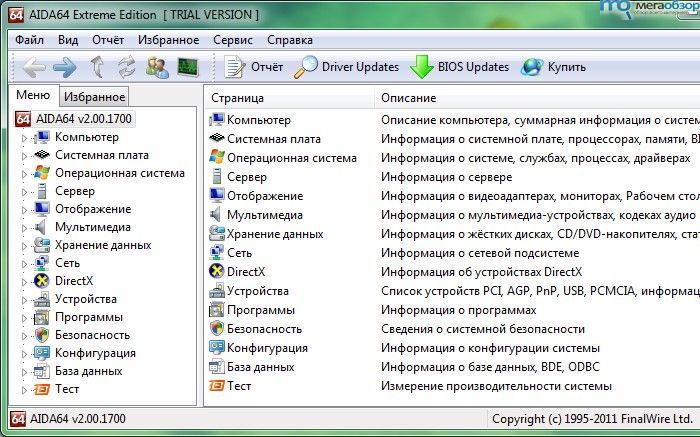 AIDA64 Extreme Edition [ TRIAL VERSION ]
мегаобзор
Файл Вид Отчёт Избранное Сервис Справка
Отчёт Driver Updates BIOS Updates Купить
Меню Избранное
AIDA64 v2.00.1700
Компьютер
Системная плата
Операционная система
Сервер
Отображение
Мультимедиа
Хранение данных
Сеть
DirectX
Устройства
Программы
Безопасность
Конфигурация
База данных
Тест
Страница Описание
Компьютер Описание компьютера, суммарная информация о систем
Системная плата Информация о системной плате, процессорах, памяти, BI
Операционная система Информация о системе, службах, процессах, драйверах
Сервер Информация о сервере
Отображение Информация о видеоадаптерах, мониторах, Рабочем стол
Мультимедиа Информация о мультимедиа-устройствах, кодеках аудио
Хранение данных Информация о жёстких дисках, CD/DVD-накопителях, стат
Сеть Информация о сетевой подсистеме
DirectX Информация об устройствах DirectX
Устройства Список устройств PCI, AGP, PnP, USB, PCMCIA, информац
Программы Информация о программах
Безопасность Сведения о системной безопасности
Конфигурация Информация о конфигурации системы
База данных Информация о базе данных, BDE, ODBC
Тест Измерение производительности системы
AIDA64 v2.00.1700 Copyright (c) 1995-2011 FinalWire Ltd.